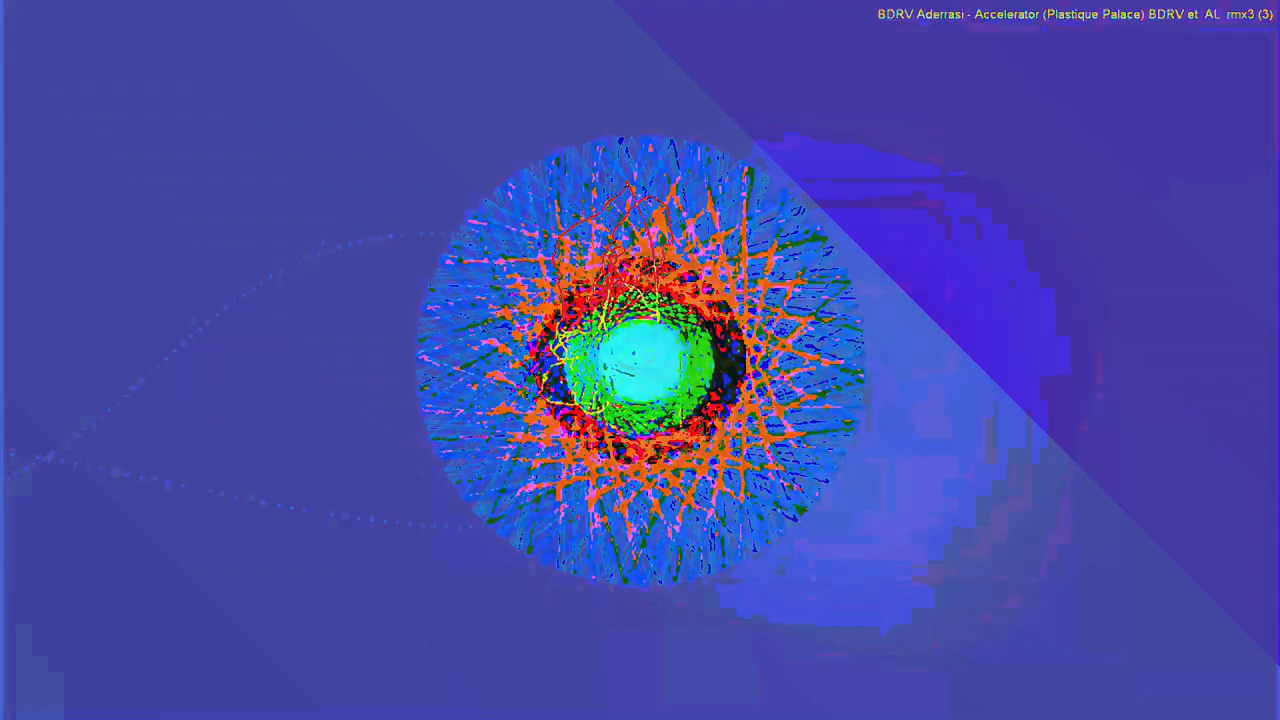 BDRV Aderrasi - Accelerator (Plastique Palace) BDRV et AL rmx3 (3)